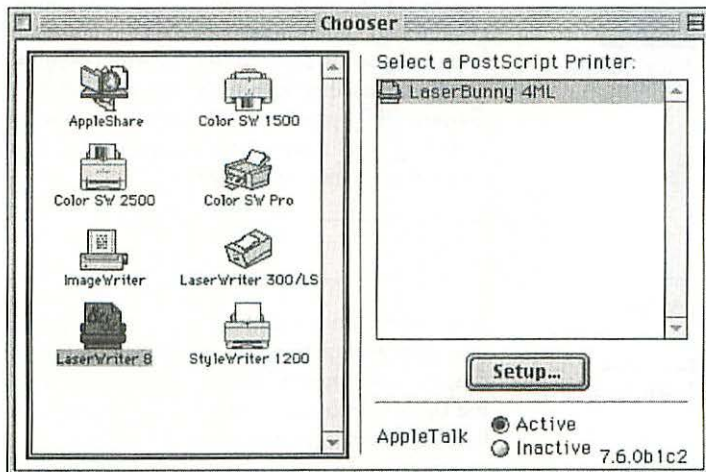 Chooser
AppleShare
Color SW 1500
Color SW 2500
Color SW Pro
ImageWriter
LaserWriter 300/LS
LaserWriter 8
StyleWriter 1200
Select a PostScript Printer:
LaserBunny 4ML
Setup...
AppleTalk
Active
Inactive
7.6.0b1c2